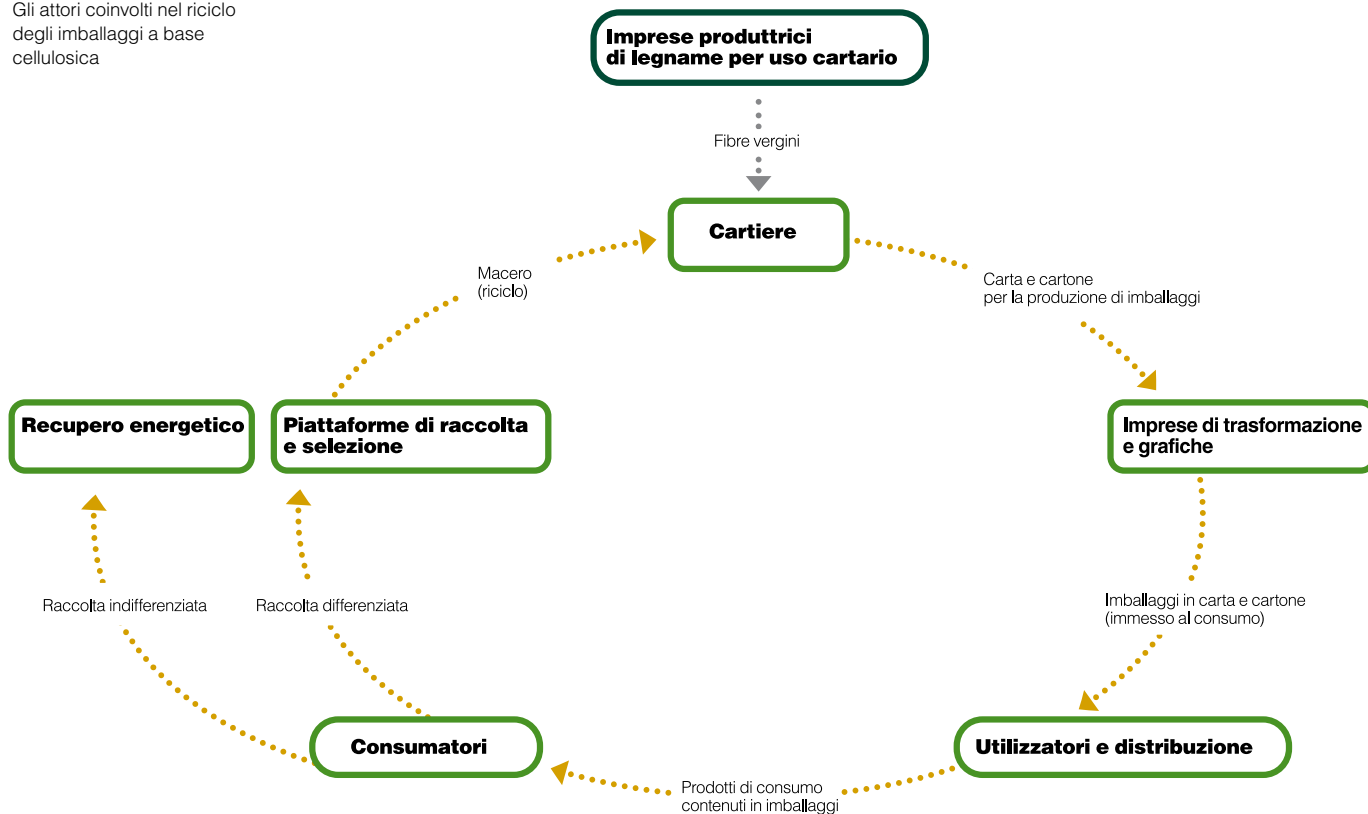 Gli attori coinvolti nel riciclo
degli imballaggi a base
cellulosica
Imprese produttrici
di legname per uso cartario
Fibre vergini
Cartiere
Macero
(riciclo)
Carta e cartone
per la produzione di imballaggi
Recupero energetico
Piattaforme di raccolta
e selezione
Imprese di trasformazione
e grafiche
Raccolta indifferenziata
Raccolta differenziata
Imballaggi in carta e cartone
(immesso al consumo)
Consumatori
Utilizzatori e distribuzione
Prodotti di consumo
contenuti in imballaggi